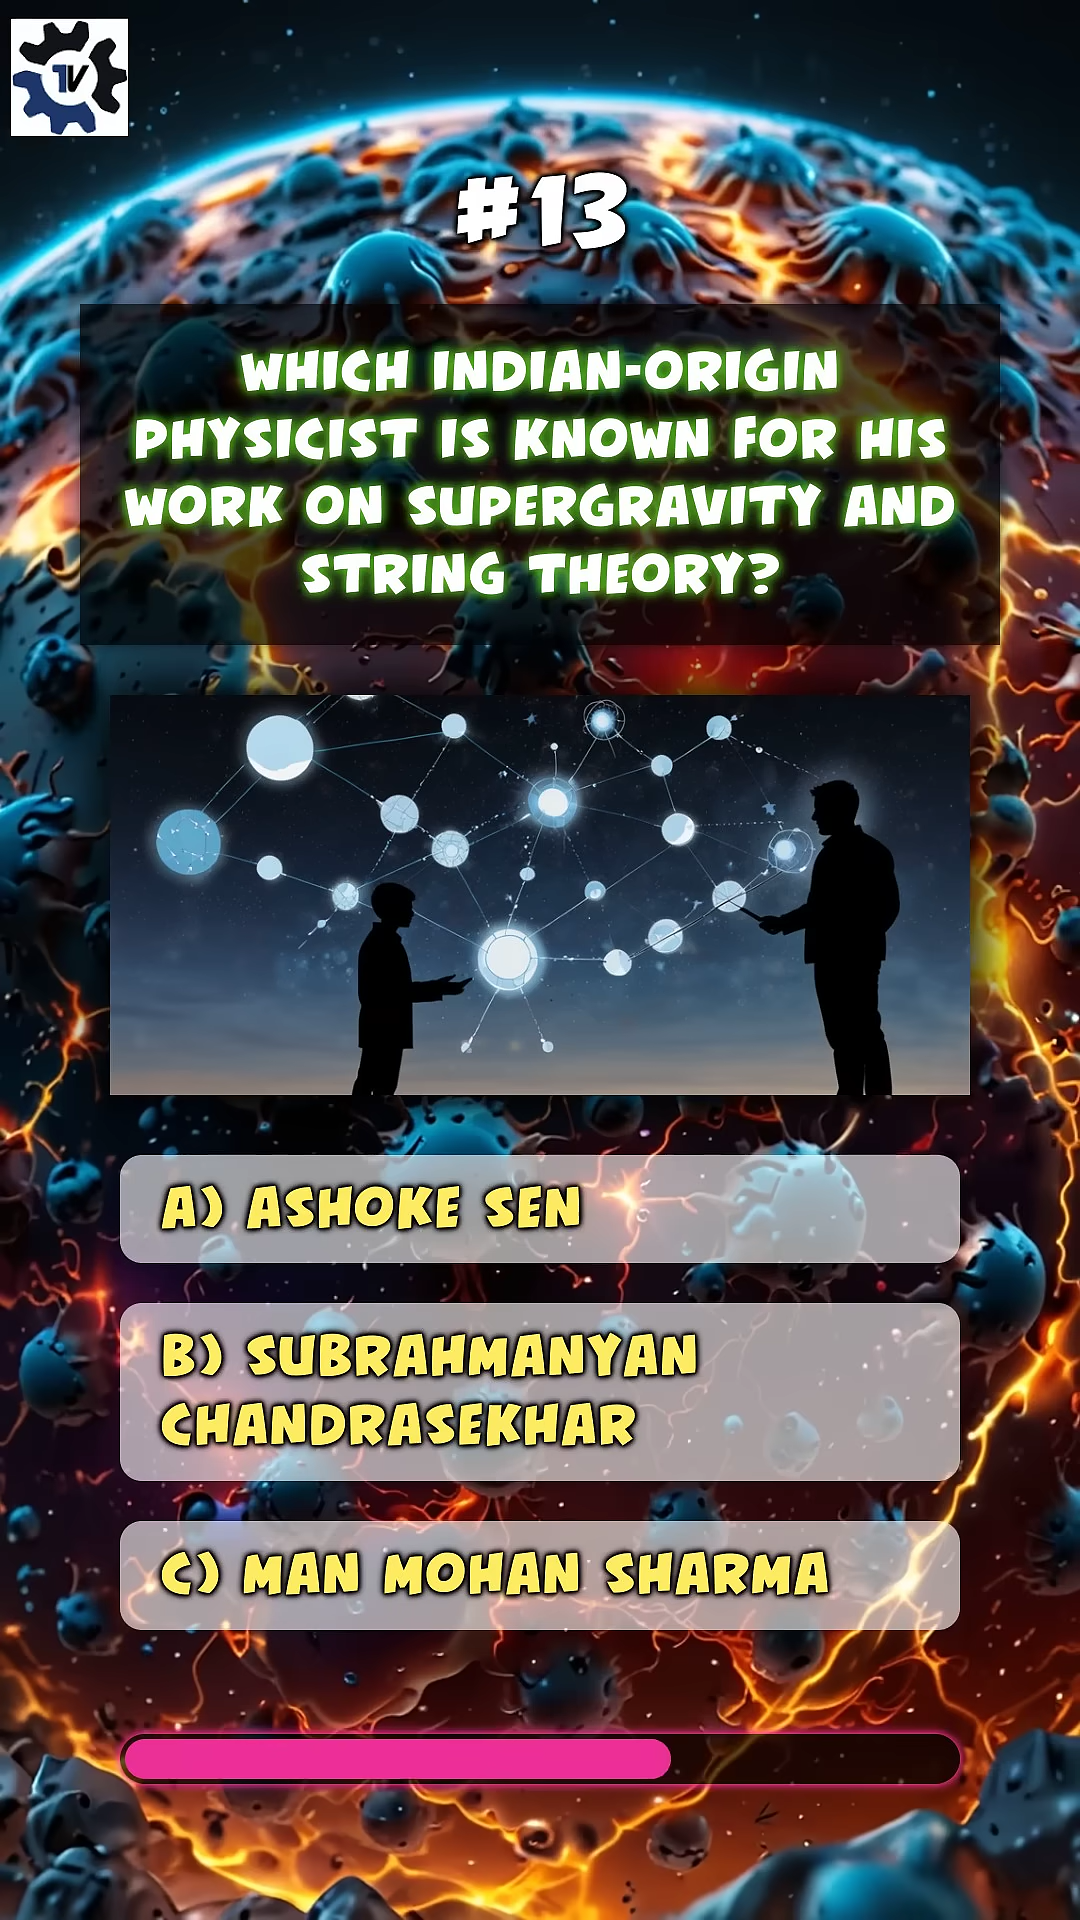 1V
#13
WHICH INDIAN-ORIGIN
PHYSICIST IS KNOWN FOR HIS
WORK ON SUPERGRAVITY AND
STRING THEORY?
A) ASHOKE SEN
B) SUBRAHMANYAN
CHANDRASEKHAR
C) MAN MOHAN SHARMA